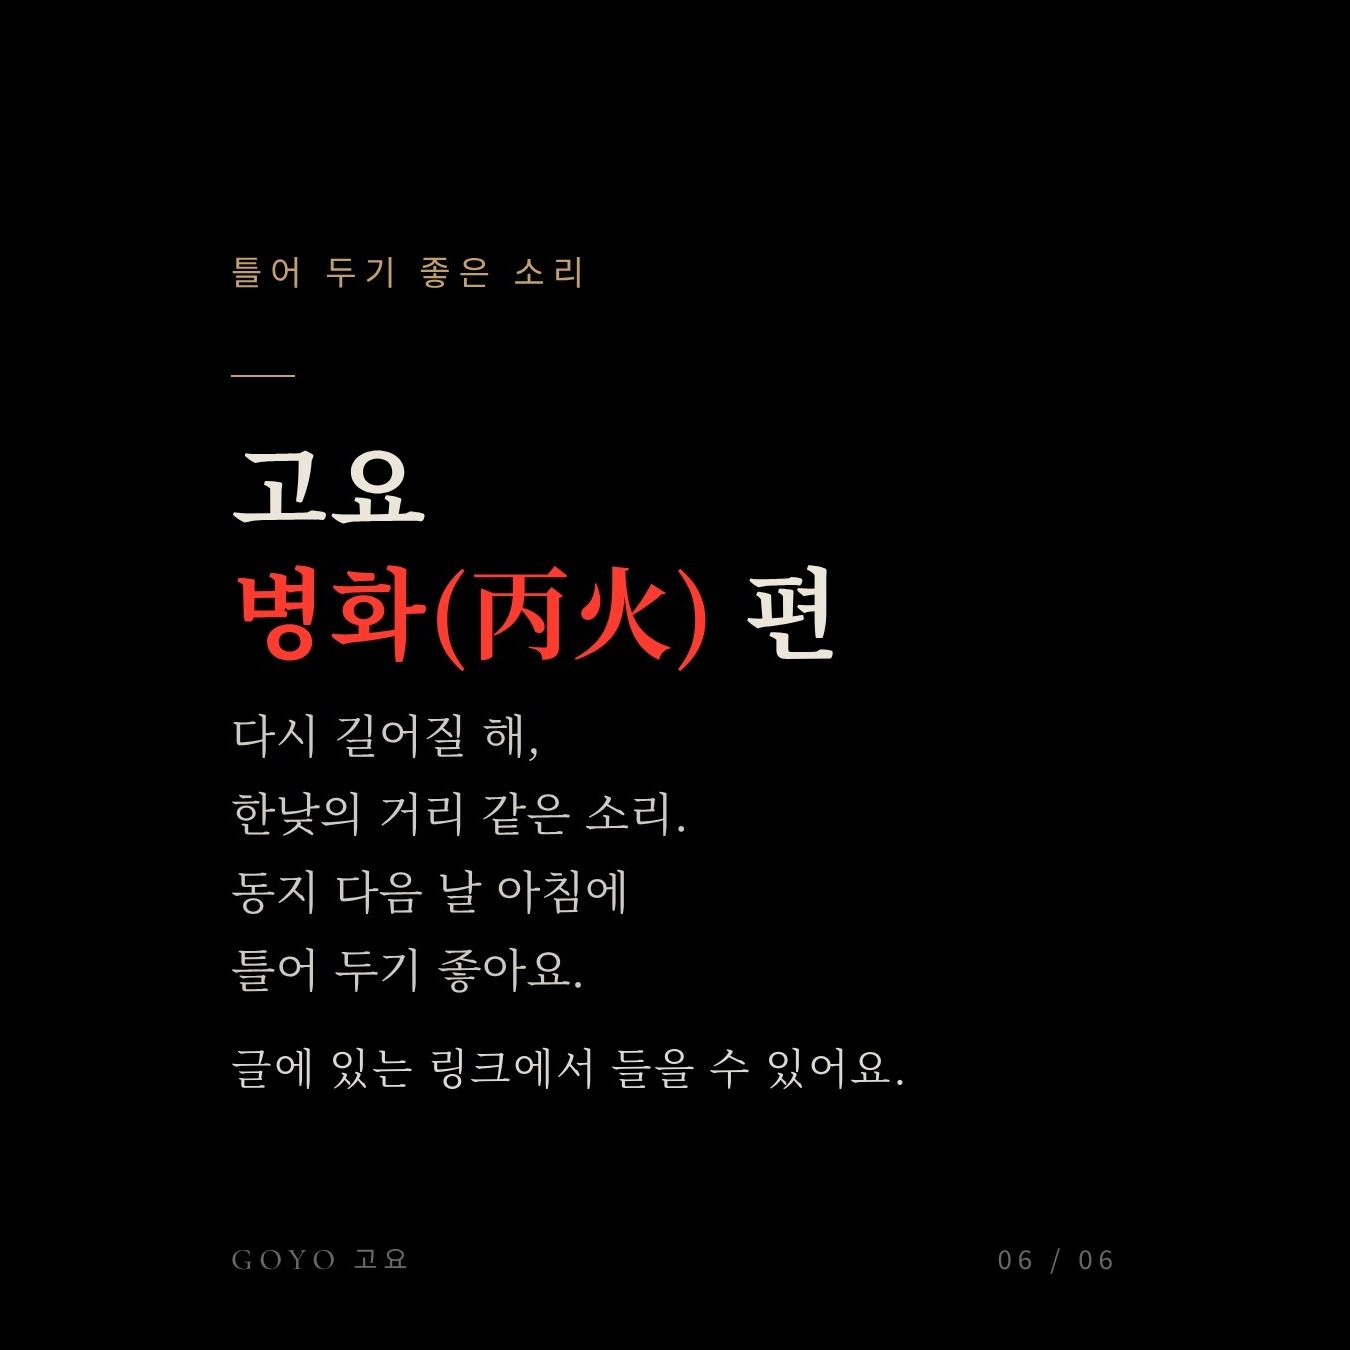 틀어 두기 좋은 소리
고요
병화(丙火) 편
다시 길어질 해,
한낮의 거리 같은 소리.
동지 다음 날 아침에
틀어 두기 좋아요.
글에 있는 링크에서 들을 수 있어요.
GOYO 고요
06 / 06